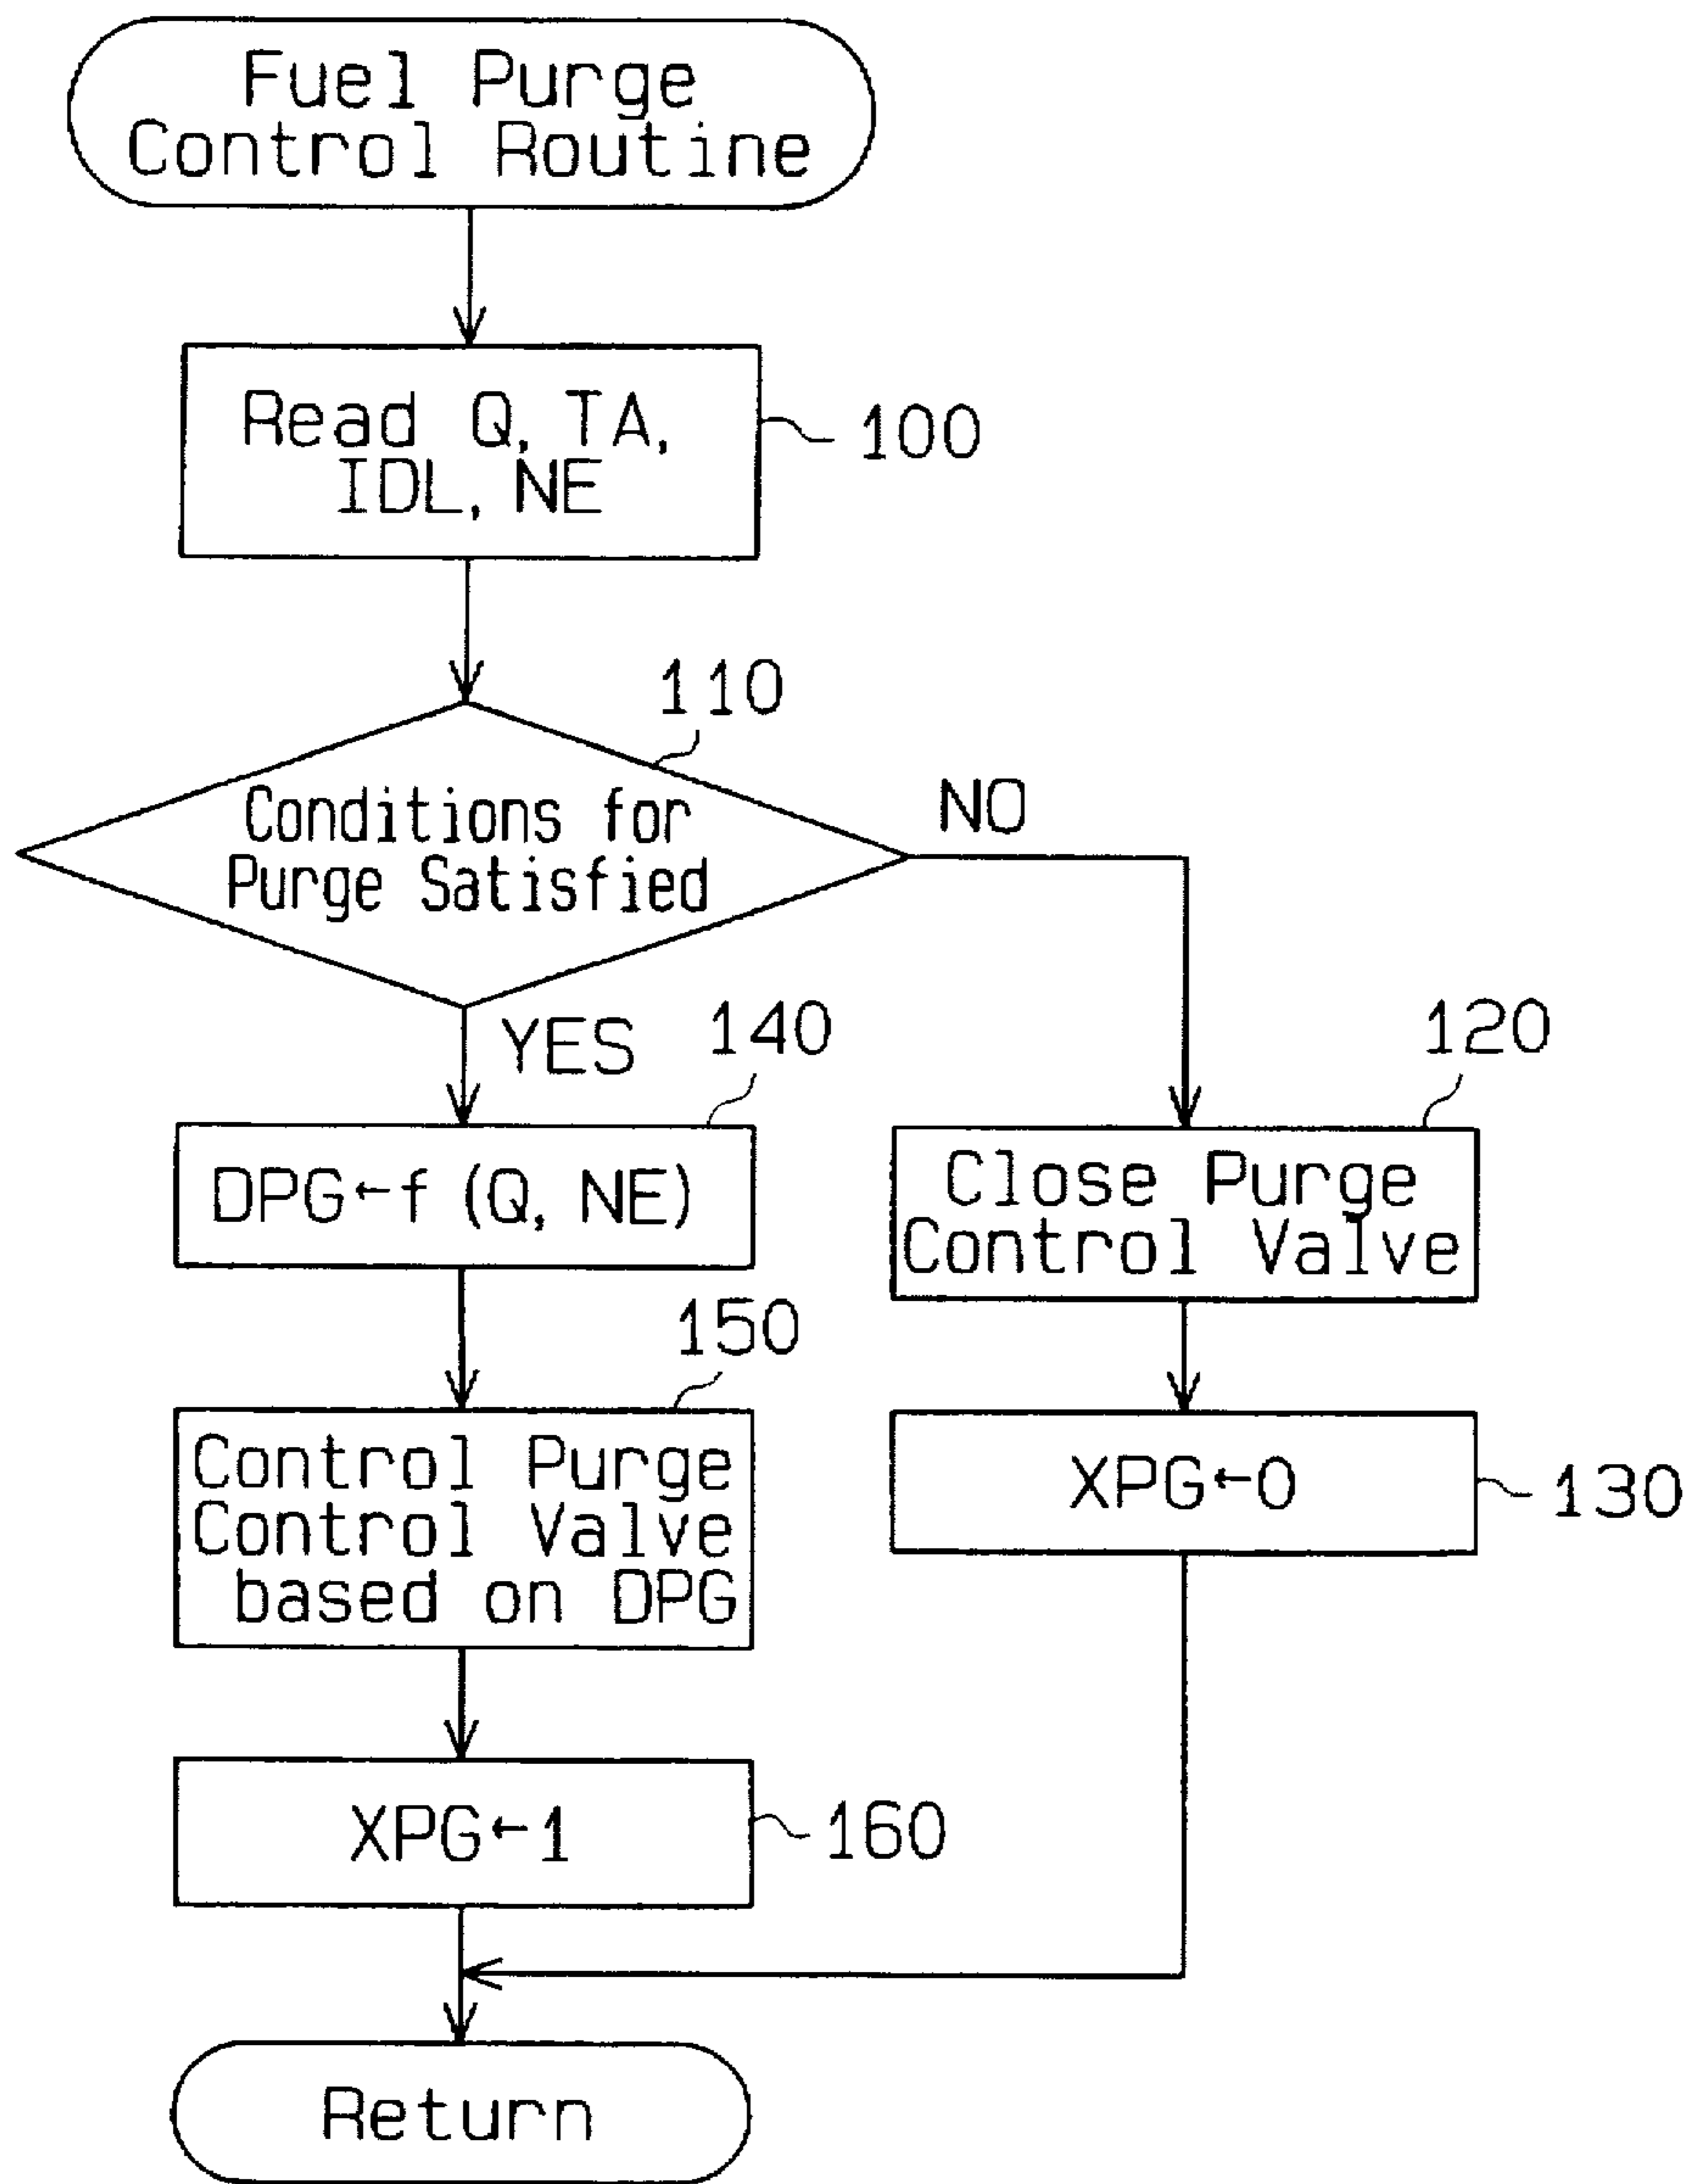 Fuel Purge
Control Routine
Read Q, TA,
IDL, NE
100
110
Conditions for
Purge Satisfied
NO
YES
140
120
DPG←f (Q, NE)
Close Purge
Control Valve
150
Control Purge
Control Valve
based on DPG
XPG←0
130
XPG←1
160
Return